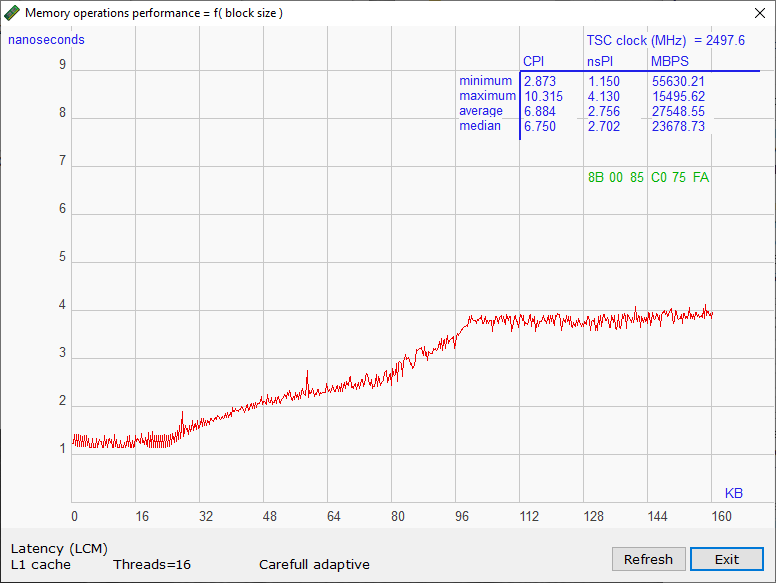 Memory operations performance = f( block size )
nanoseconds
TSC clock (MHz) = 2497.6
CPI nsPI MBPS
minimum 2.873 1.150 55630.21
maximum 10.315 4.130 15495.62
average 6.884 2.756 27548.55
median 6.750 2.702 23678.73
8B 00 85 C0 75 FA
9
8
7
6
5
4
3
2
1
KB
0 16 32 48 64 80 96 112 128 144 160
Latency (LCM)
L1 cache Threads=16 Carefull adaptive
Refresh Exit